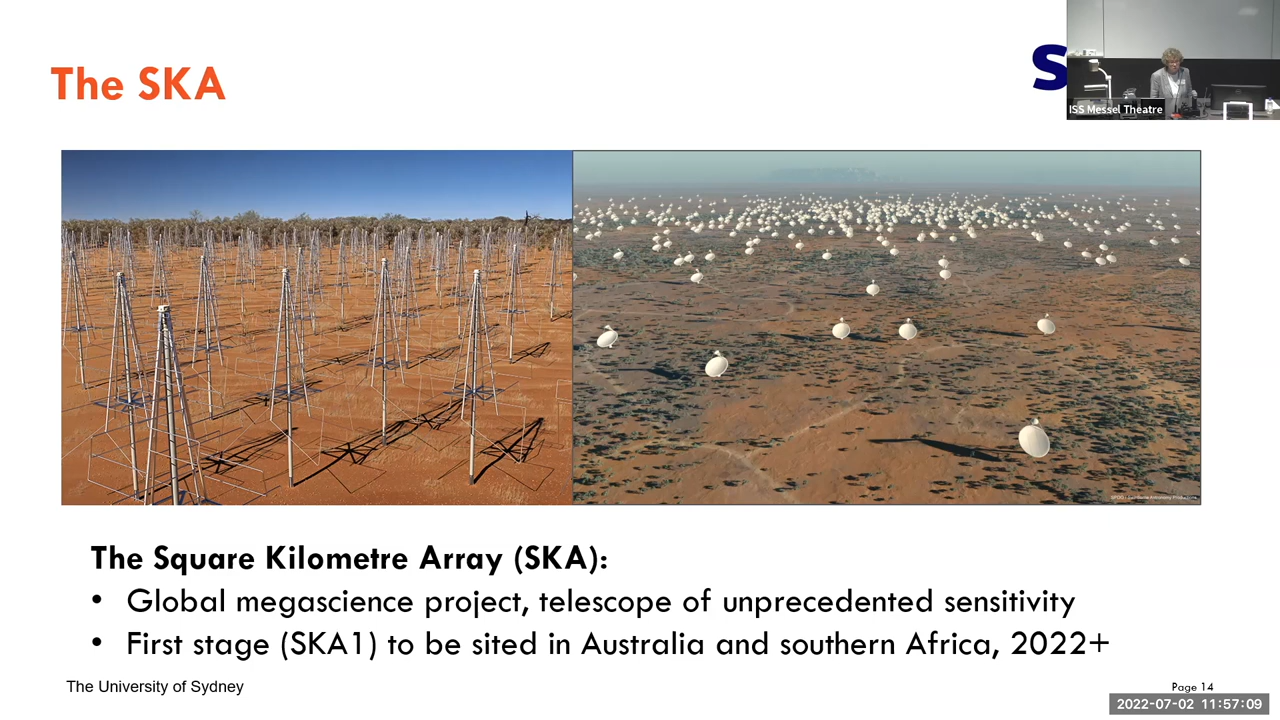 The SKA
S
ISS Messel Theatre
The Square Kilometre Array (SKA):
• Global megascience project, telescope of unprecedented sensitivity
• First stage (SKA1) to be sited in Australia and southern Africa, 2022+
The University of Sydney
Page 14
2022-07-02 11:57:09